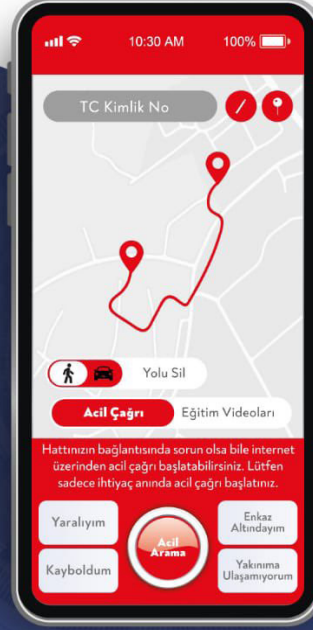 10:30 AM
100%
TC Kimlik No
Yolu Sil
Acil Çağrı
Eğitim Videoları
Hattınızın bağlantısında sorun olsa bile internet
üzerinden acil çağrı başlatabilirsiniz. Lütfen
sadece ihtiyaç anında acil çağrı başlatınız.
Yaralıyım
Acil
Arama
Enkaz
Altındayım
Kayboldum
Yakınıma
Ulaşamıyorum